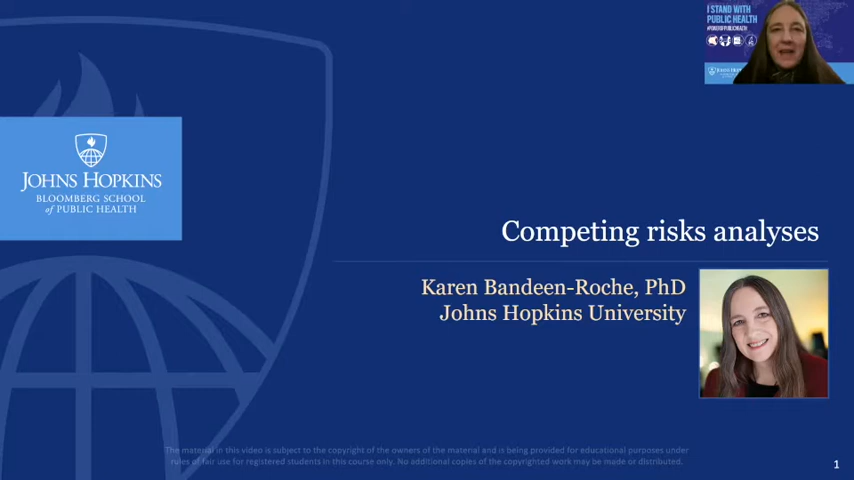 I STAND WITH
PUBLIC HEALTH
JOHNS HOPKINS
BLOOMBERG SCHOOL
of PUBLIC HEALTH
Competing risks analyses
Karen Bandeen-Roche, PhD
Johns Hopkins University
The material in this video is subject to the copyright of the owners of the material and is being provided for educational purposes under
rules of fair use for registered students in this course only. No additional copies of the copyrighted work may be made or distributed.
1